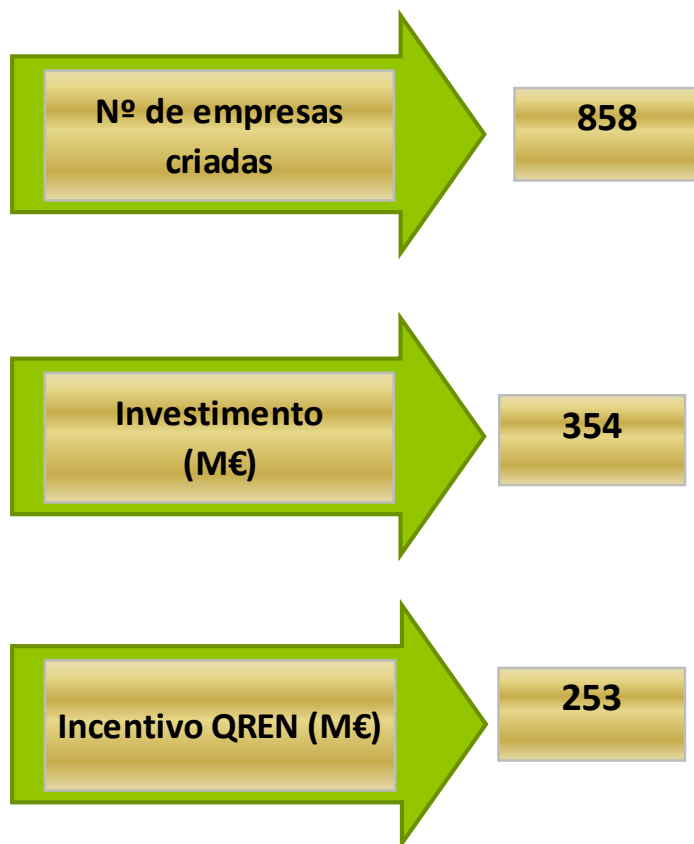 Nº de empresas
criadas
858
Investimento
(M€)
354
Incentivo QREN (M€)
253